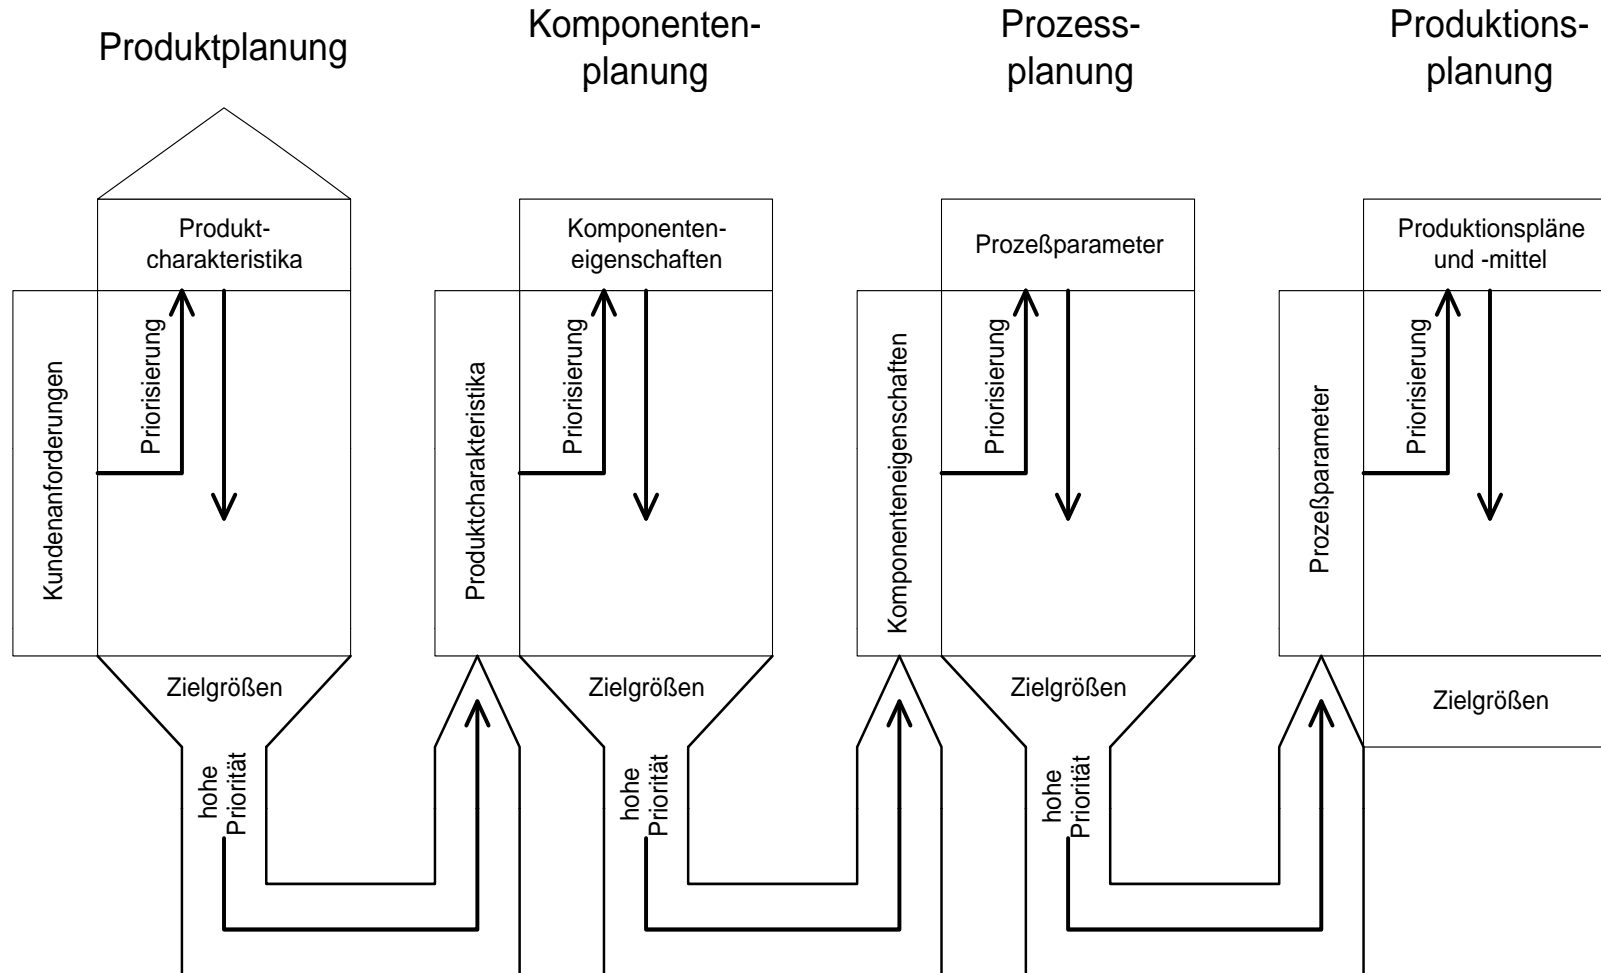 Produktplanung
Komponenten-
planung
Prozess-
planung
Produktions-
planung
Produkt-
charakteristika
Komponenten-
eigenschaften
Prozeßparameter
Produktionspläne
und -mittel
Kundenanforderungen
Priorisierung
Produktcharakteristika
Priorisierung
Komponenteneigenschaften
Priorisierung
Prozeßparameter
Priorisierung
Zielgrößen
Zielgrößen
Zielgrößen
Zielgrößen
hohe
Priorität
hohe
Priorität
hohe
Priorität